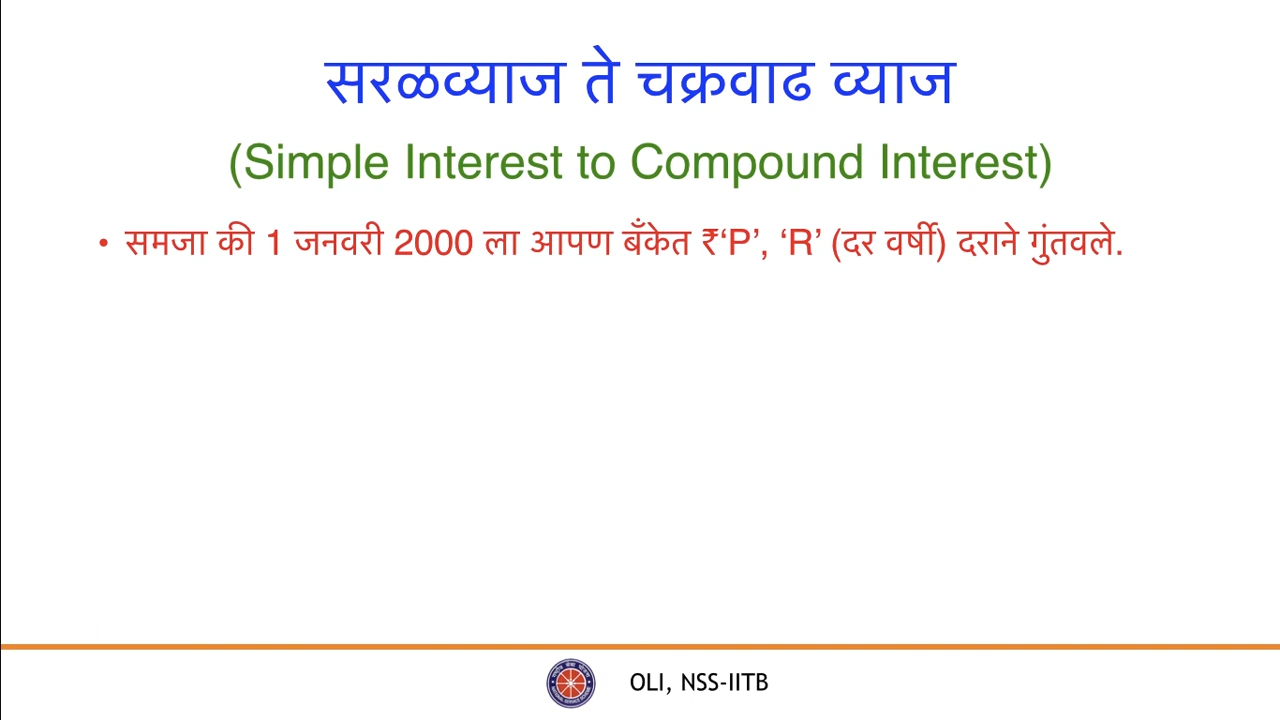 सरळव्याज ते चक्रवाढ व्याज
(Simple Interest to Compound Interest)
• समजा की 1 जनवरी 2000 ला आपण बँकेत ₹‘P’, ‘R’ (दर वर्षी) दराने गुंतवले.
OLI, NSS-IITB